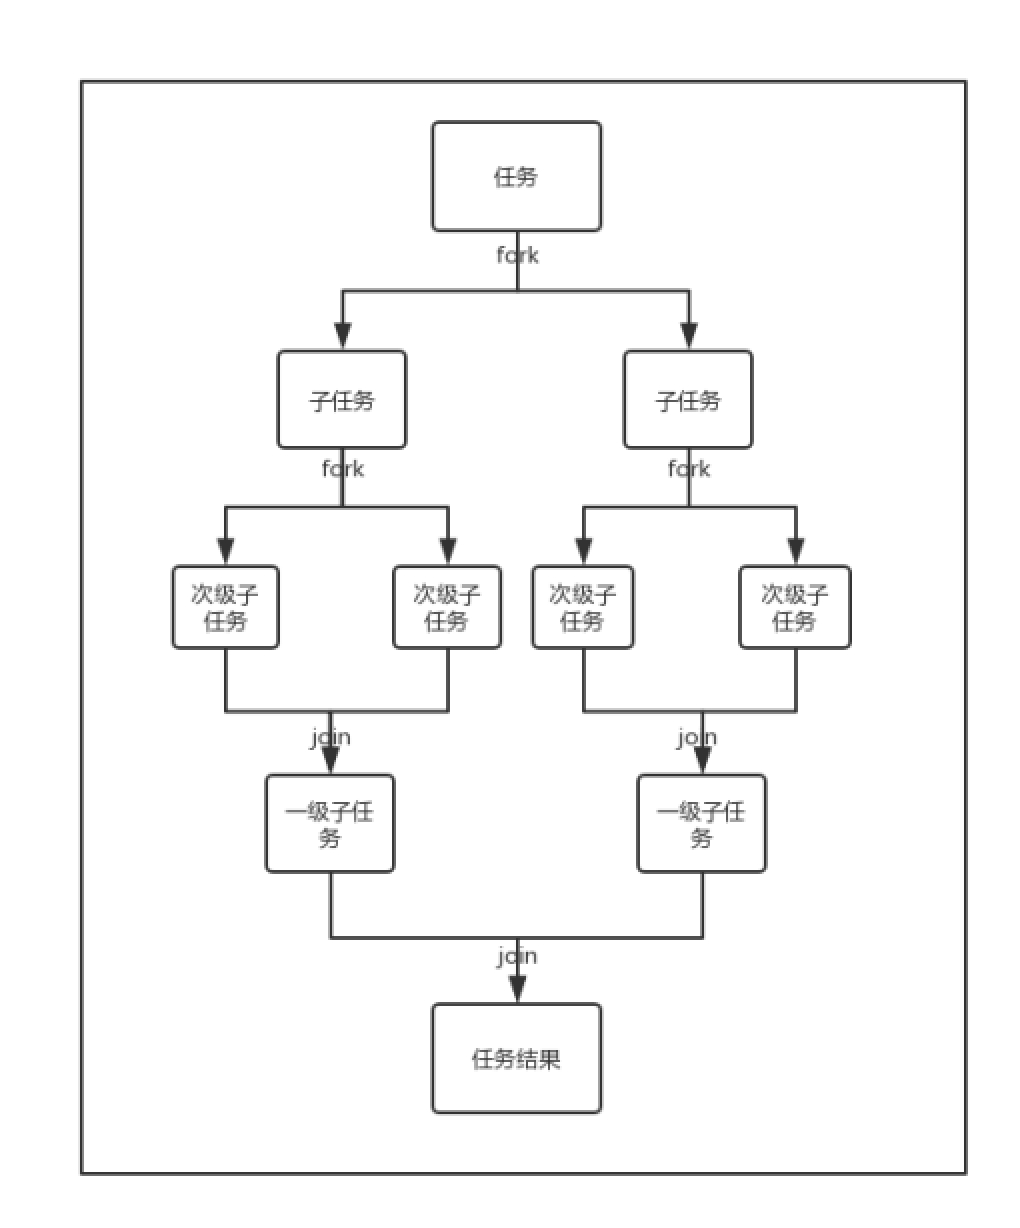 任务
fork
子任务
子任务
fork
fork
次级子
任务
次级子
任务
次级子
任务
次级子
任务
join
join
一级子任
务
一级子任
务
join
任务结果